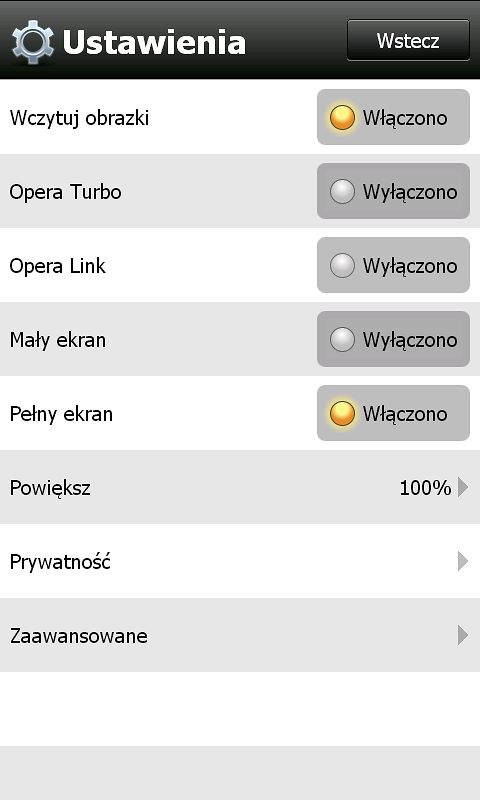 Ustawienia
Wstecz
Wczytuj obrazki Włączono
Opera Turbo Wyłączono
Opera Link Wyłączono
Mały ekran Wyłączono
Pełny ekran Włączono
Powiększ 100%
Prywatność
Zaawansowane